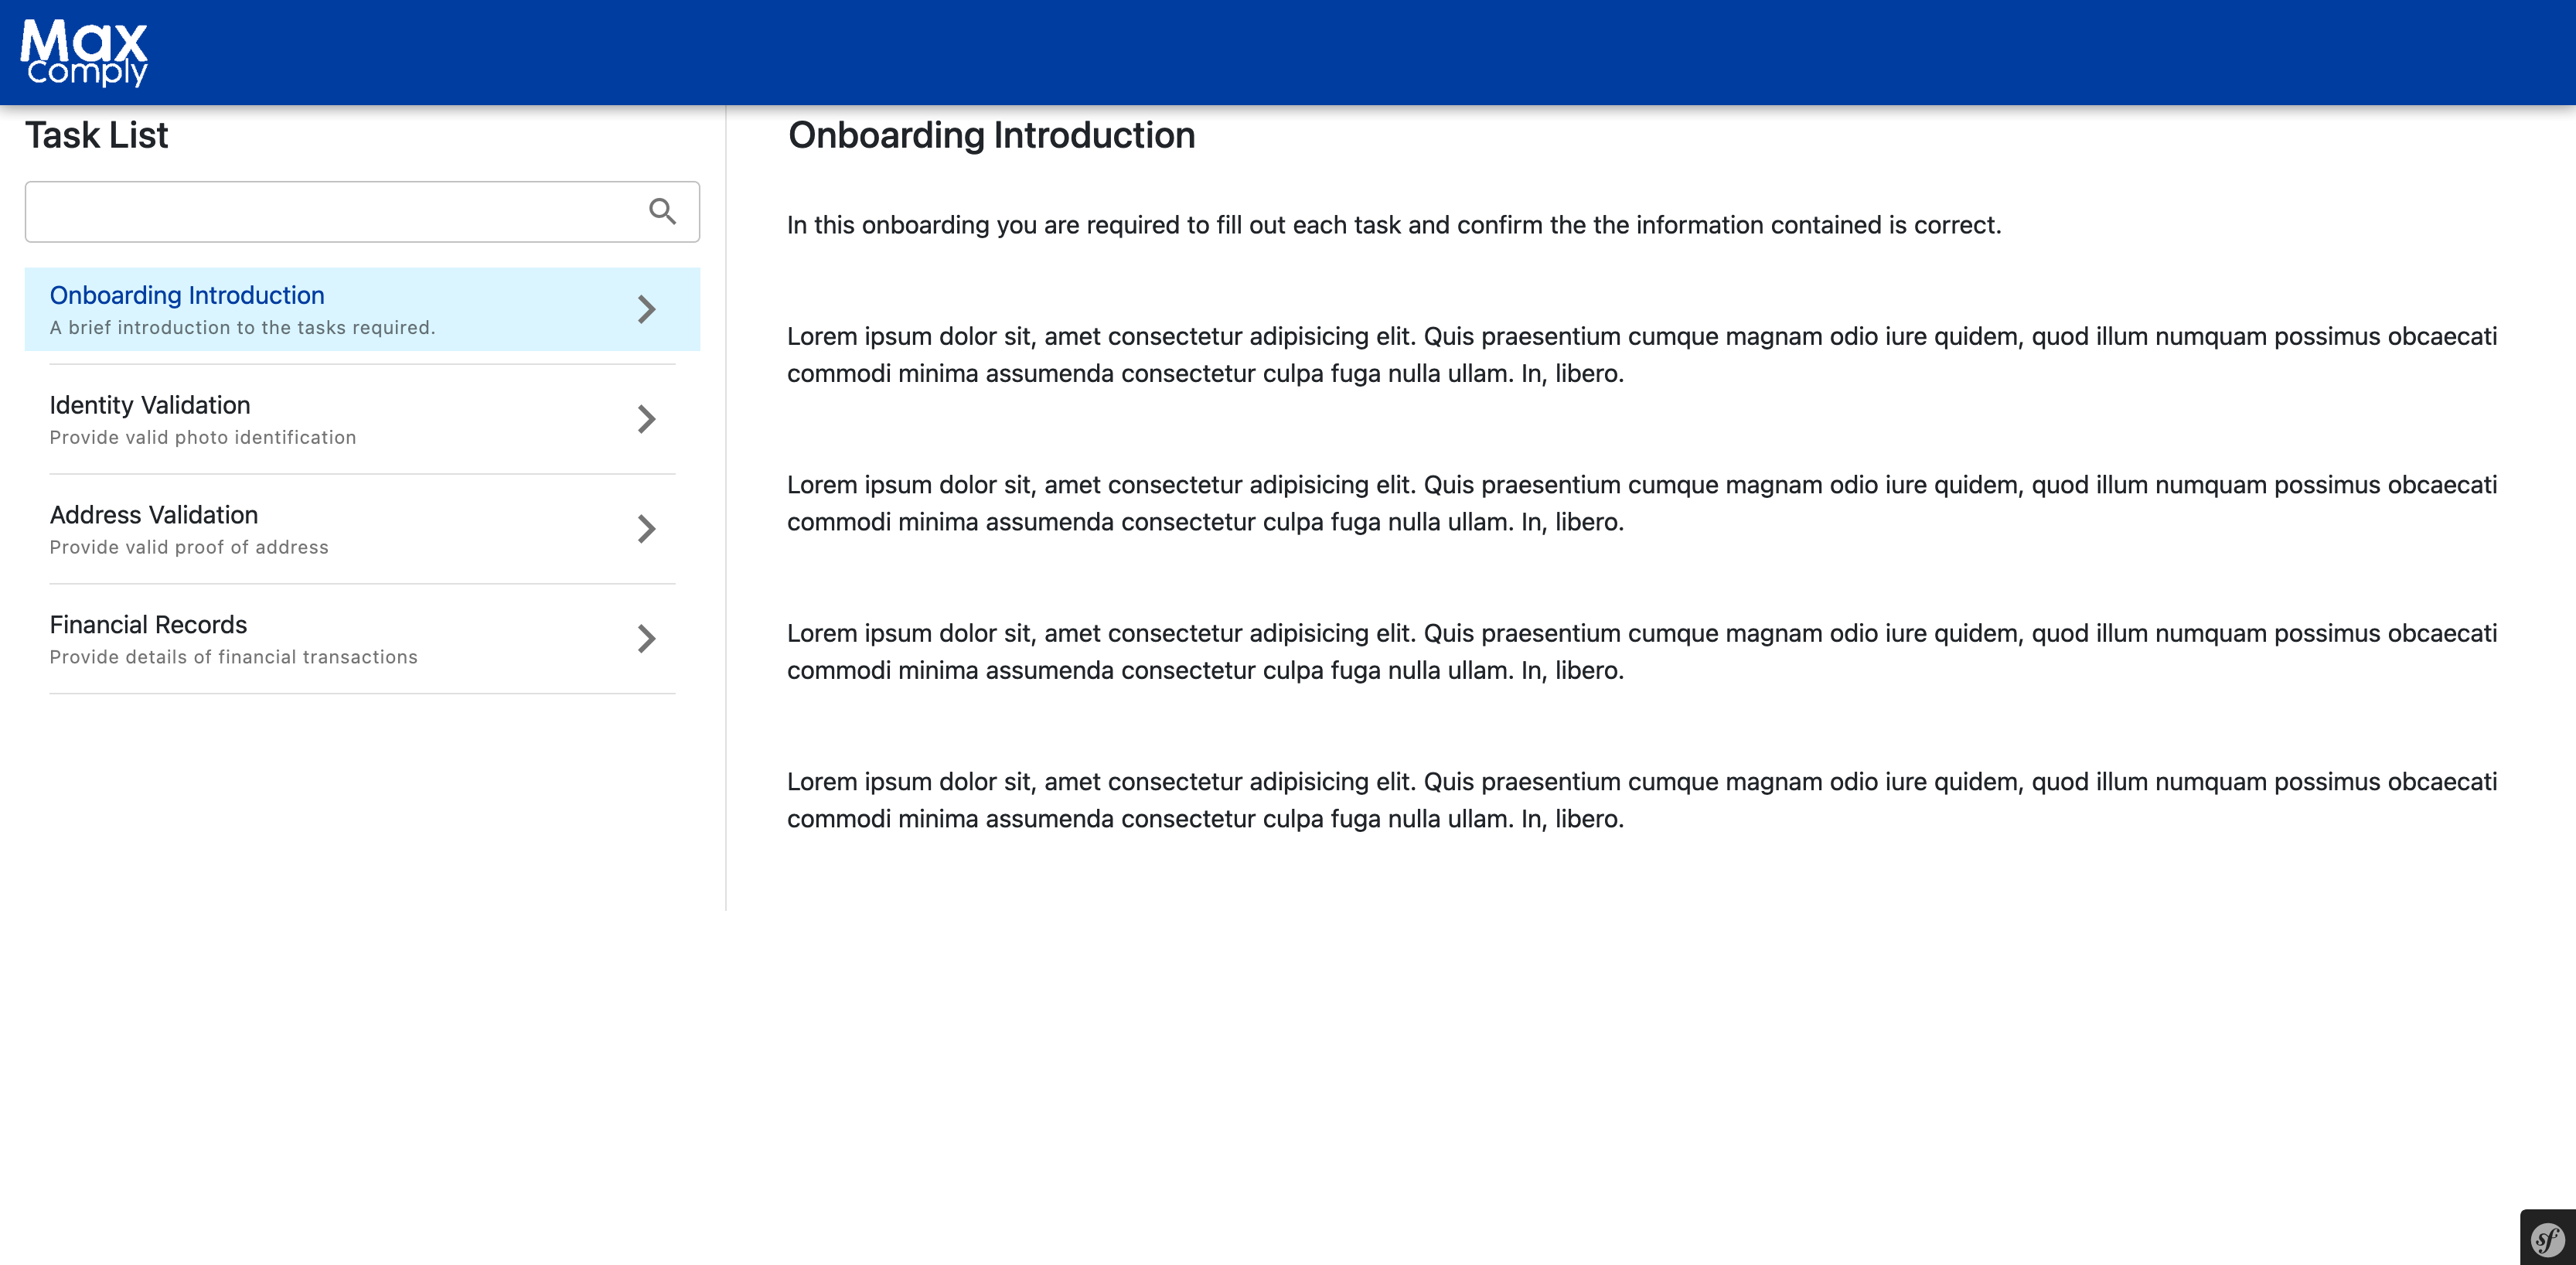 Max
comply
Task List
Onboarding Introduction
A brief introduction to the tasks required.
Identity Validation
Provide valid photo identification
Address Validation
Provide valid proof of address
Financial Records
Provide details of financial transactions
Onboarding Introduction
In this onboarding you are required to fill out each task and confirm the the information contained is correct.
Lorem ipsum dolor sit, amet consectetur adipisicing elit. Quis praesentium cumque magnam odio iure quidem, quod illum numquam possimus obcaecati
commodi minima assumenda consectetur culpa fuga nulla ullam. In, libero.
Lorem ipsum dolor sit, amet consectetur adipisicing elit. Quis praesentium cumque magnam odio iure quidem, quod illum numquam possimus obcaecati
commodi minima assumenda consectetur culpa fuga nulla ullam. In, libero.
Lorem ipsum dolor sit, amet consectetur adipisicing elit. Quis praesentium cumque magnam odio iure quidem, quod illum numquam possimus obcaecati
commodi minima assumenda consectetur culpa fuga nulla ullam. In, libero.
Lorem ipsum dolor sit, amet consectetur adipisicing elit. Quis praesentium cumque magnam odio iure quidem, quod illum numquam possimus obcaecati
commodi minima assumenda consectetur culpa fuga nulla ullam. In, libero.
sf